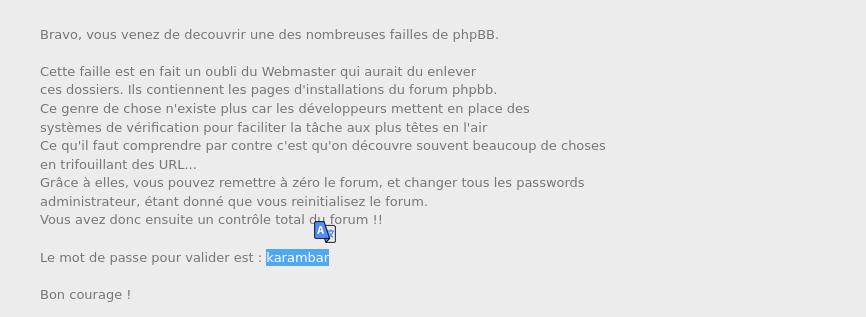 Bravo, vous venez de decouvrir une des nombreuses failles de phpBB.
Cette faille est en fait un oubli du Webmaster qui aurait du enlever
ces dossiers. Ils contiennent les pages d'installations du forum phpbb.
Ce genre de chose n'existe plus car les développeurs mettent en place des
systèmes de vérification pour faciliter la tâche aux plus têtes en l'air
Ce qu'il faut comprendre par contre c'est qu'on découvre souvent beaucoup de choses
en trifouillant des URL...
Grâce à elles, vous pouvez remettre à zéro le forum, et changer tous les passwords
administrateur, étant donné que vous reinitialisez le forum.
Vous avez donc ensuite un contrôle total du forum !!
Le mot de passe pour valider est : karambar
Bon courage !